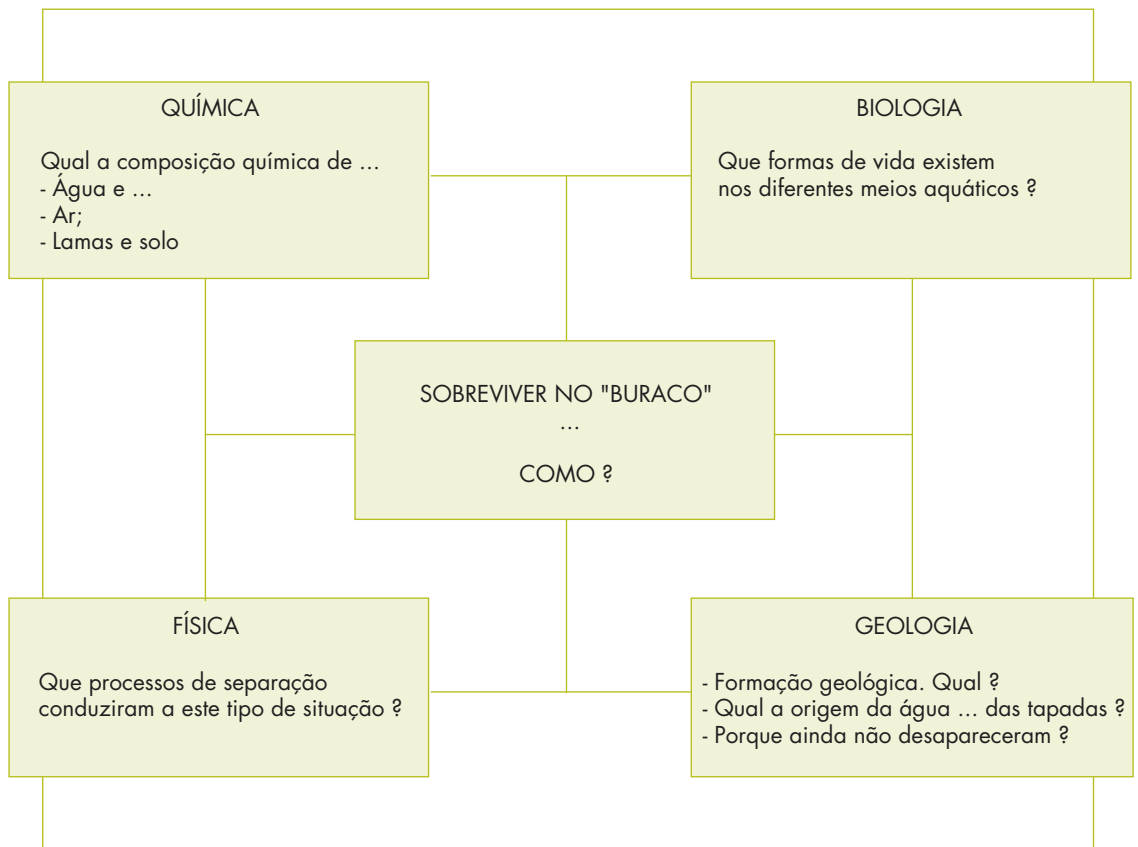 QUÍMICA
Qual a composição química de ...
- Água e ...
- Ar;
- Lamas e solo
BIOLOGIA
Que formas de vida existem
nos diferentes meios aquáticos ?
SOBREVIVER NO "BURACO"
...
COMO ?
FÍSICA
Que processos de separação
conduziram a este tipo de situação ?
GEOLOGIA
- Formação geológica. Qual ?
- Qual a origem da água ... das tapadas ?
- Porque ainda não desapareceram ?